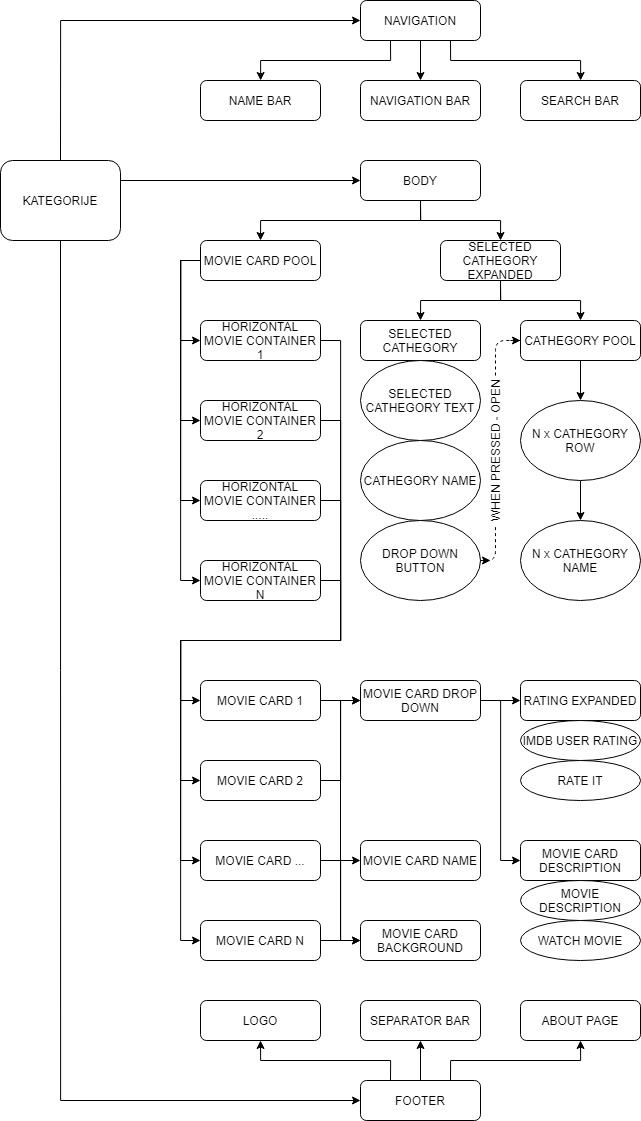 NAVIGATION
NAME BAR
NAVIGATION BAR
SEARCH BAR
KATEGORIJE
BODY
MOVIE CARD POOL
SELECTED
CATHEGORY
EXPANDED
HORIZONTAL
MOVIE CONTAINER
1
SELECTED
CATHEGORY
CATHEGORY POOL
SELECTED
CATHEGORY TEXT
WHEN PRESSED - OPEN
HORIZONTAL
MOVIE CONTAINER
2
N x CATHEGORY
ROW
HORIZONTAL
MOVIE CONTAINER
.....
CATHEGORY NAME
HORIZONTAL
MOVIE CONTAINER
N
DROP DOWN
BUTTON
N x CATHEGORY
NAME
MOVIE CARD 1
MOVIE CARD DROP
DOWN
RATING EXPANDED
IMDB USER RATING
MOVIE CARD 2
RATE IT
MOVIE CARD ...
MOVIE CARD NAME
MOVIE CARD
DESCRIPTION
MOVIE
DESCRIPTION
MOVIE CARD N
MOVIE CARD
BACKGROUND
WATCH MOVIE
LOGO
SEPARATOR BAR
ABOUT PAGE
FOOTER